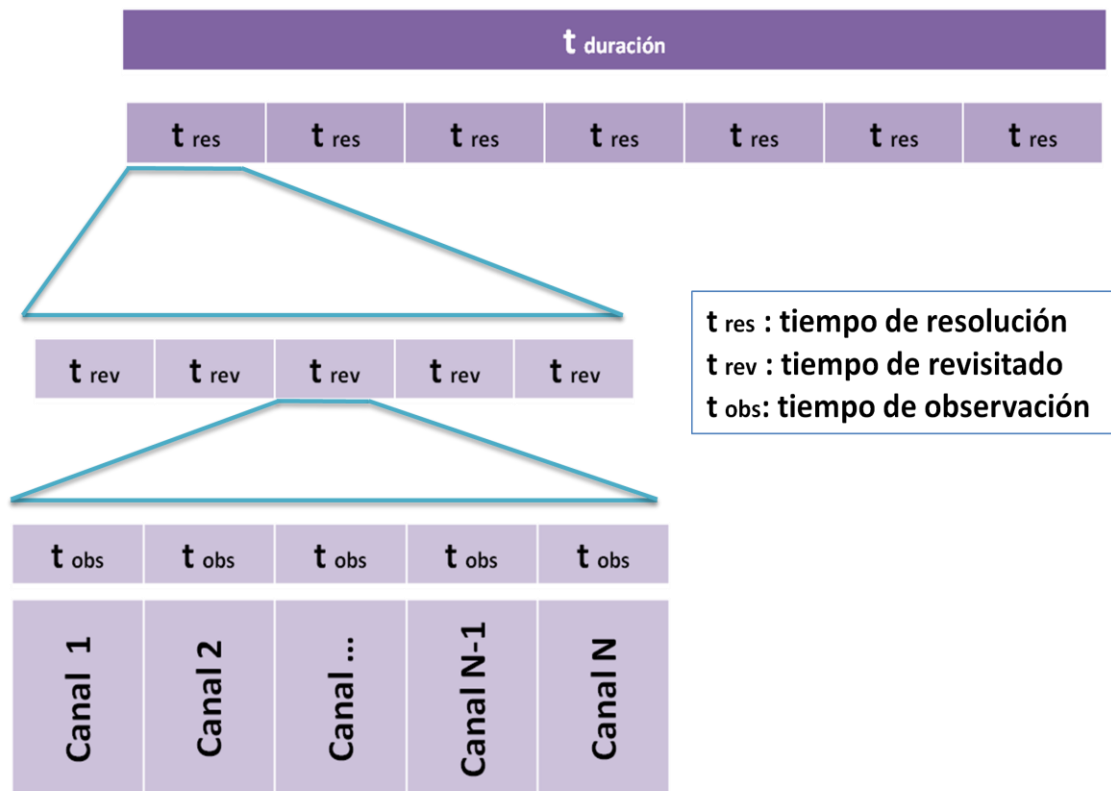 t duración
t res t res t res t res t res t res t res
t res : tiempo de resolución
t rev : tiempo de revisitado
t obs: tiempo de observación
t rev t rev t rev t rev t rev
t obs t obs t obs t obs t obs
Canal 1
Canal 2
Canal ...
Canal N-1
Canal N